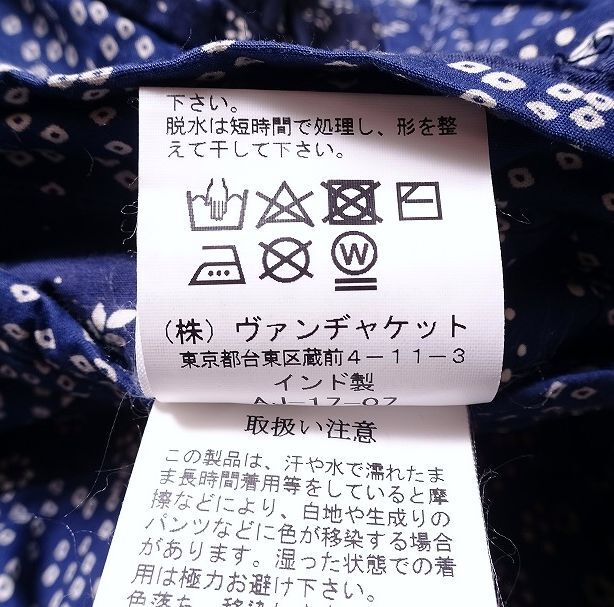 下さい。
脱水は短時間で処理し、形を整
えて干して下さい。
W
(株) ヴァンヂャケット
東京都台東区蔵前4-11-3
インド製
取扱い注意
この製品は、汗や水で濡れたま
ま長時間着用等をしていると摩
擦などにより、白地や生成りの
パンツなどに色が移染する場合
があります。湿った状態での着
用は極力お避け下さい。